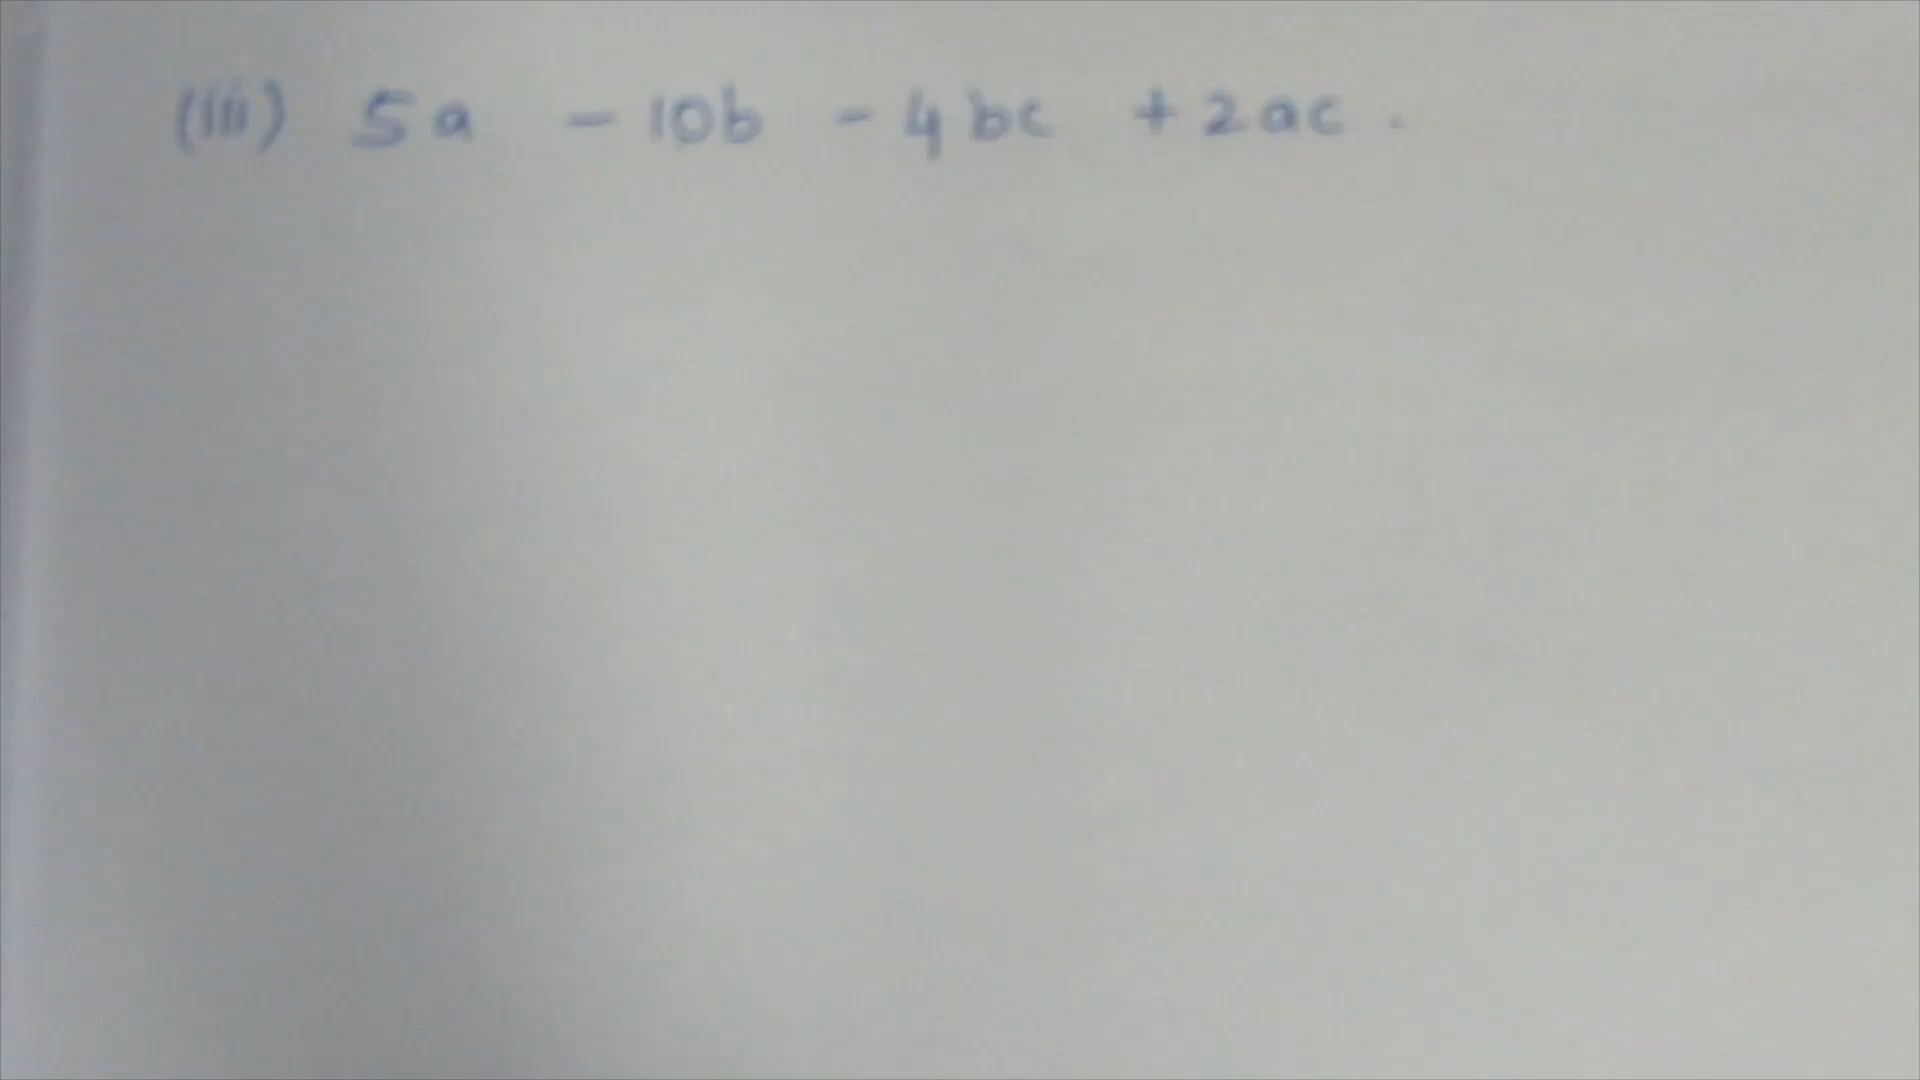 (iii) 5a - 10b - 4bc + 2ac.